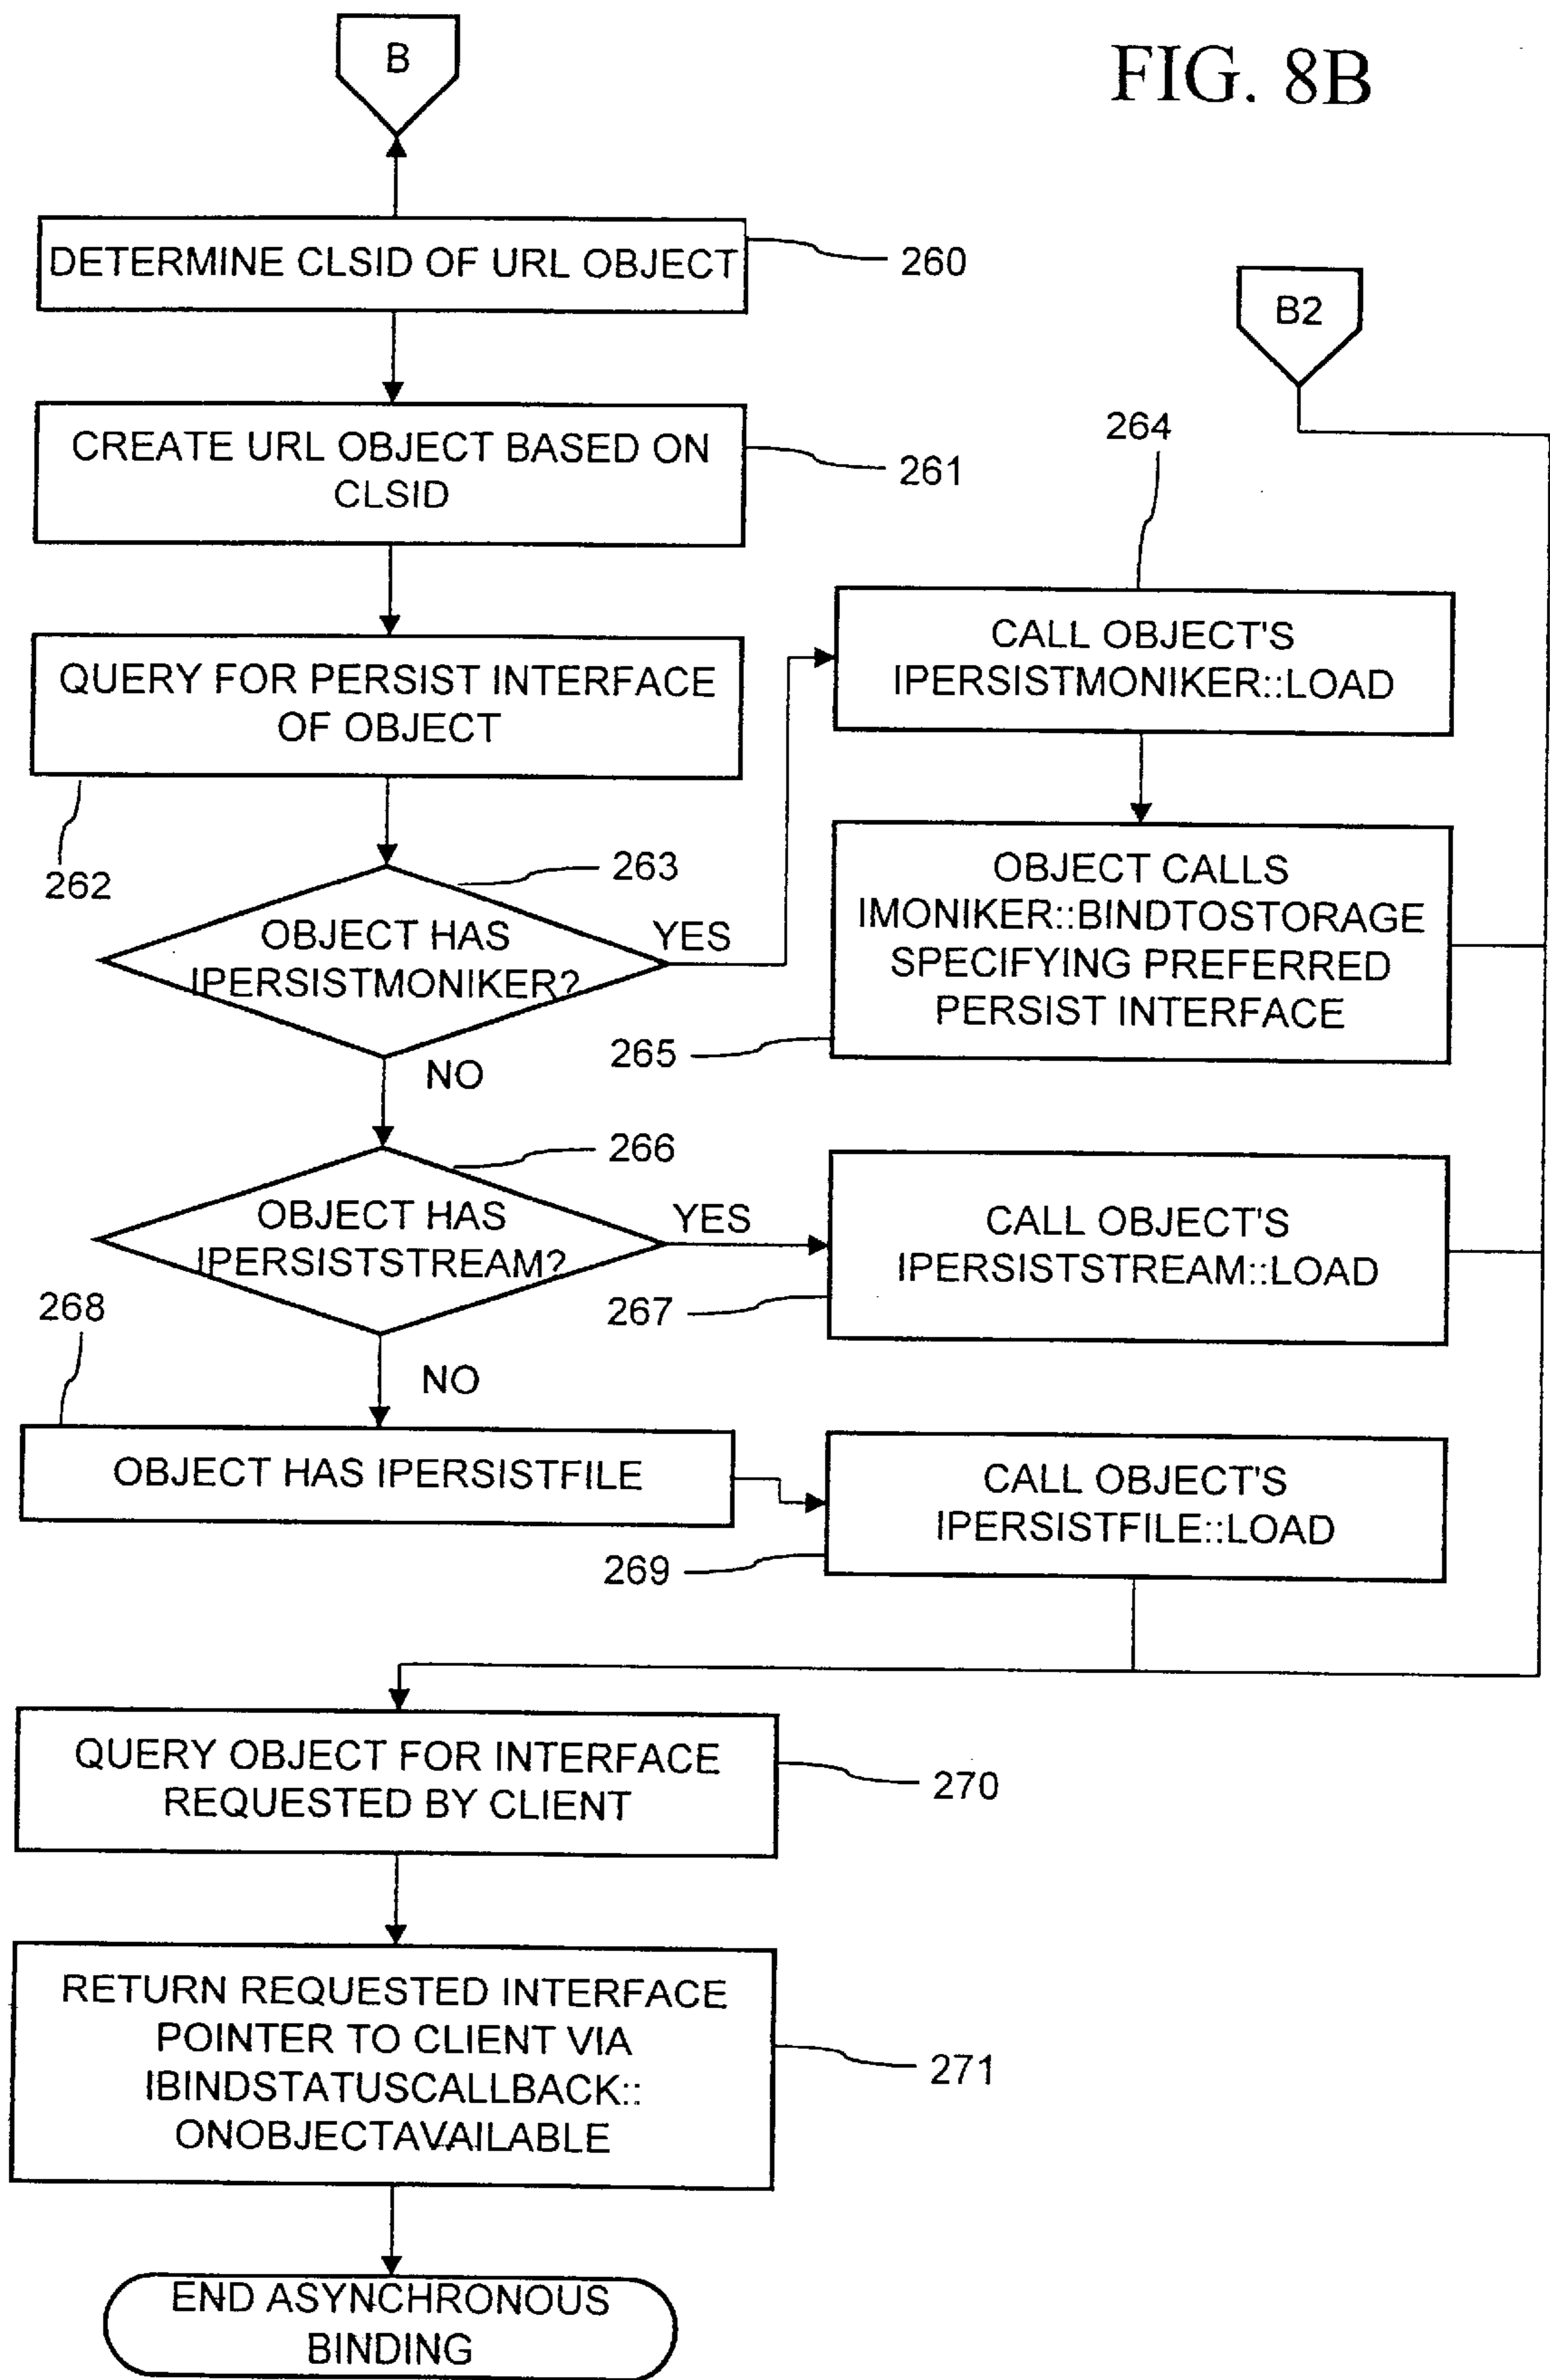 FIG. 8B
B
DETERMINE CLSID OF URL OBJECT
260
B2
CREATE URL OBJECT BASED ON
CLSID
261
264
QUERY FOR PERSIST INTERFACE
OF OBJECT
262
CALL OBJECT'S
IPERSISTMONIKER::LOAD
263
OBJECT HAS
IPERSISTMONIKER?
YES
NO
OBJECT CALLS
IMONIKER::BINDTOSTORAGE
SPECIFYING PREFERRED
PERSIST INTERFACE
265
266
OBJECT HAS
IPERSISTSTREAM?
YES
NO
CALL OBJECT'S
IPERSISTSTREAM::LOAD
267
268
OBJECT HAS IPERSISTFILE
CALL OBJECT'S
IPERSISTFILE::LOAD
269
QUERY OBJECT FOR INTERFACE
REQUESTED BY CLIENT
270
RETURN REQUESTED INTERFACE
POINTER TO CLIENT VIA
IBINDSTATUSCALLBACK::
ONOBJECTAVAILABLE
271
END ASYNCHRONOUS
BINDING